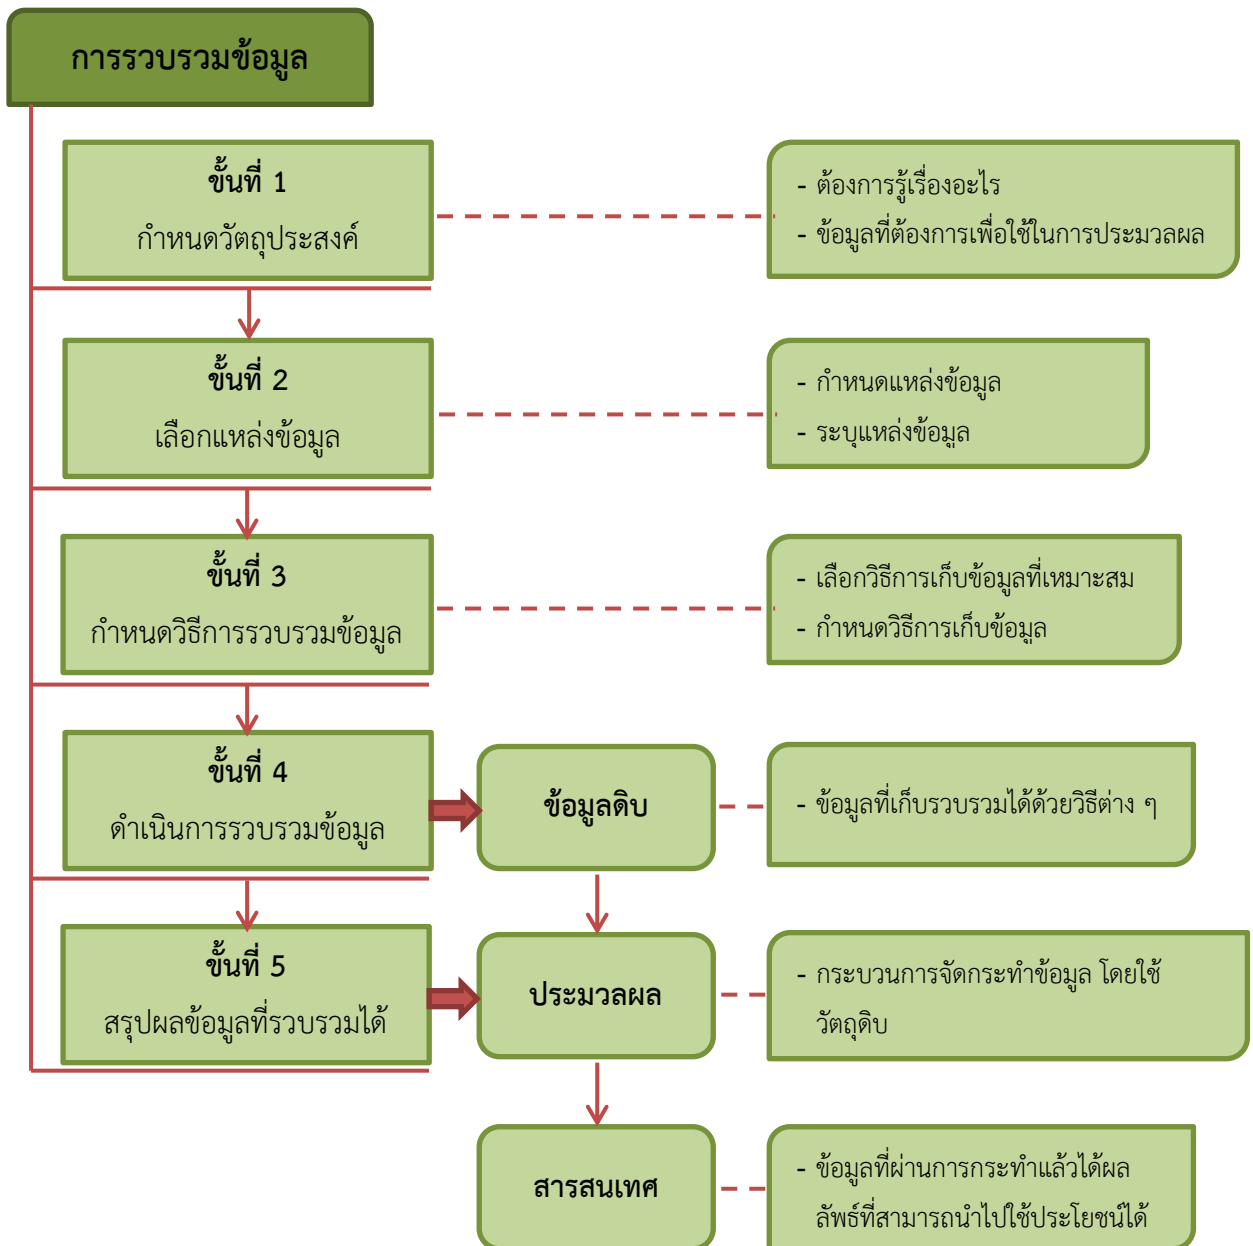 การรวบรวมข้อมูล
ขั้นที่ 1
กำหนดวัตถุประสงค์
- ต้องการรู้เรื่องอะไร
- ข้อมูลที่ต้องการเพื่อใช้ในการประมวลผล
ขั้นที่ 2
เลือกแหล่งข้อมูล
- กำหนดแหล่งข้อมูล
- ระบุแหล่งข้อมูล
ขั้นที่ 3
กำหนดวิธีการรวบรวมข้อมูล
- เลือกวิธีการเก็บข้อมูลที่เหมาะสม
- กำหนดวิธีการเก็บข้อมูล
ขั้นที่ 4
ดำเนินการรวบรวมข้อมูล
ข้อมูลดิบ
- ข้อมูลที่เก็บรวบรวมได้ด้วยวิธีต่าง ๆ
ขั้นที่ 5
สรุปผลข้อมูลที่รวบรวมได้
ประมวลผล
- กระบวนการจัดกระทำข้อมูล โดยใช้
วัตถุดิบ
สารสนเทศ
- ข้อมูลที่ผ่านการกระทำแล้วได้ผล
ลัพธ์ที่สามารถนำไปใช้ประโยชน์ได้